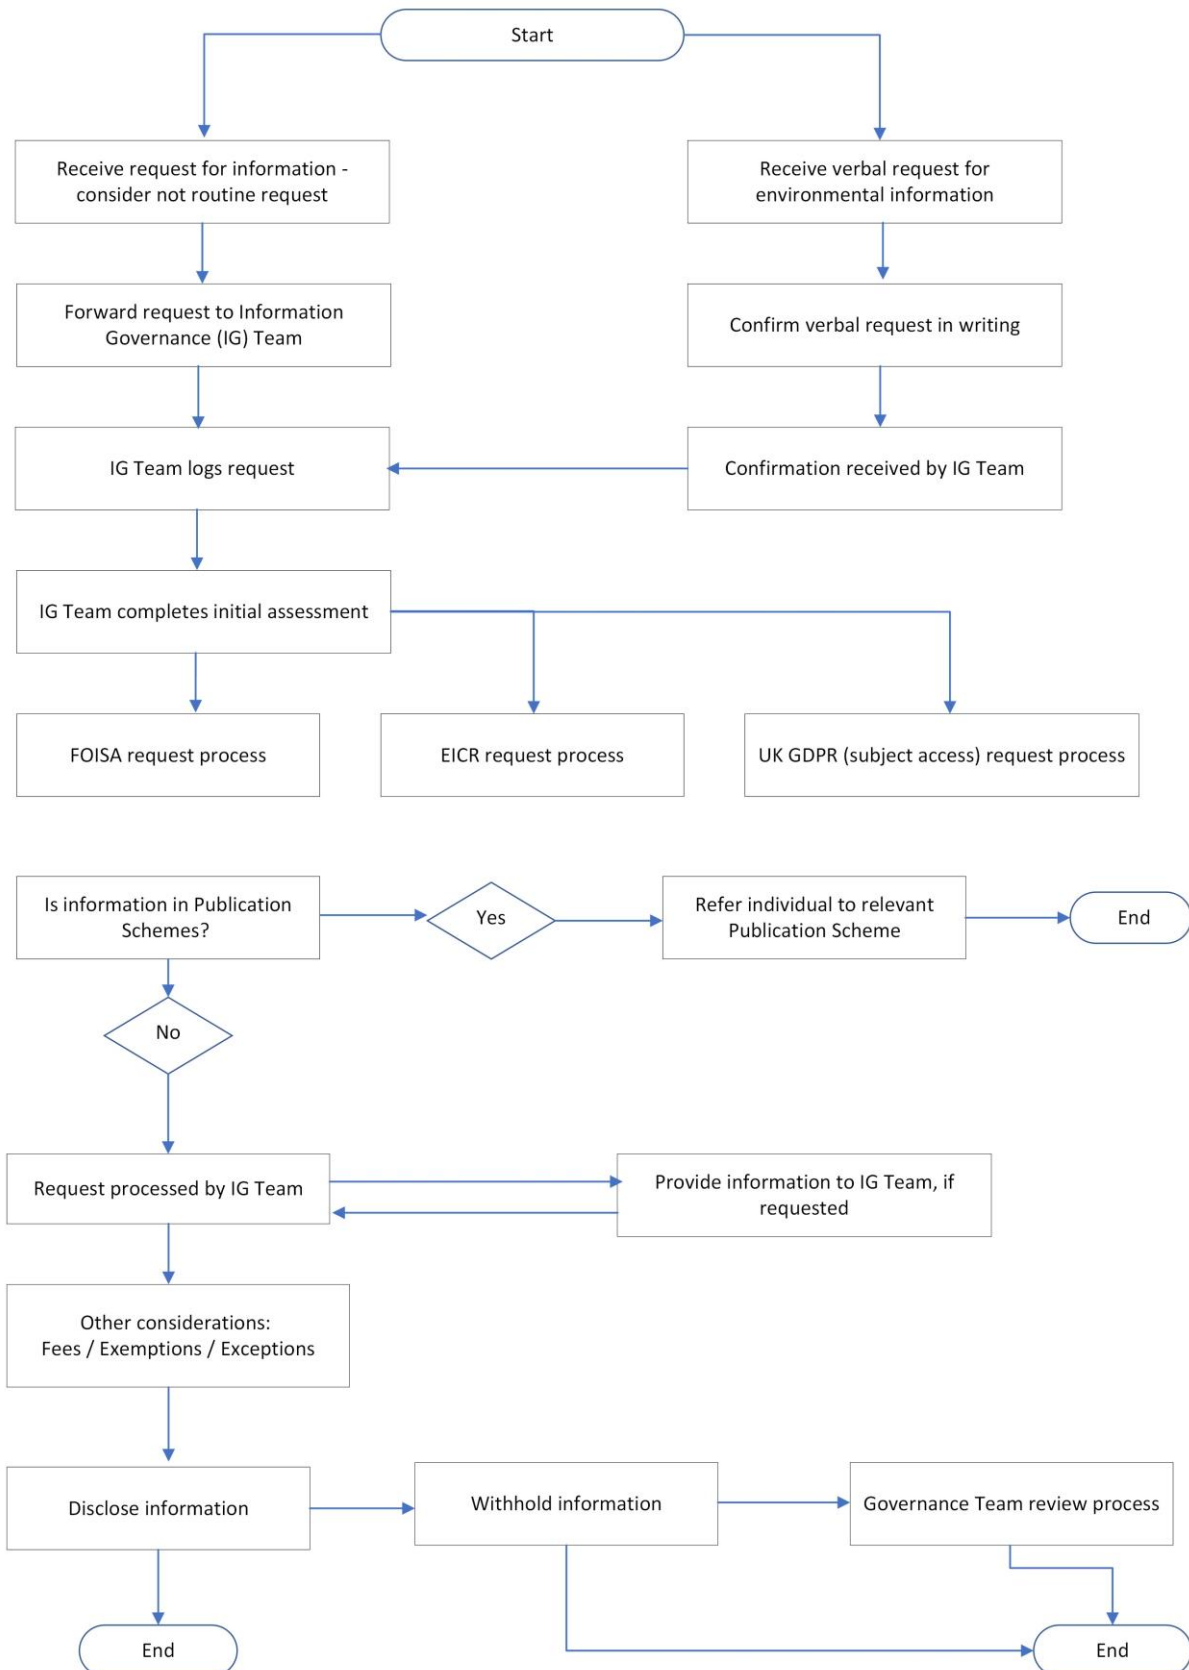 Start
Receive request for information -
consider not routine request
Receive verbal request for
environmental information
Forward request to Information
Governance (IG) Team
Confirm verbal request in writing
IG Team logs request
Confirmation received by IG Team
IG Team completes initial assessment
FOISA request process
EICR request process
UK GDPR (subject access) request process
Is information in Publication
Schemes?
Yes
Refer individual to relevant
Publication Scheme
End
No
Request processed by IG Team
Provide information to IG Team, if
requested
Other considerations:
Fees / Exemptions / Exceptions
Disclose information
Withhold information
Governance Team review process
End
End